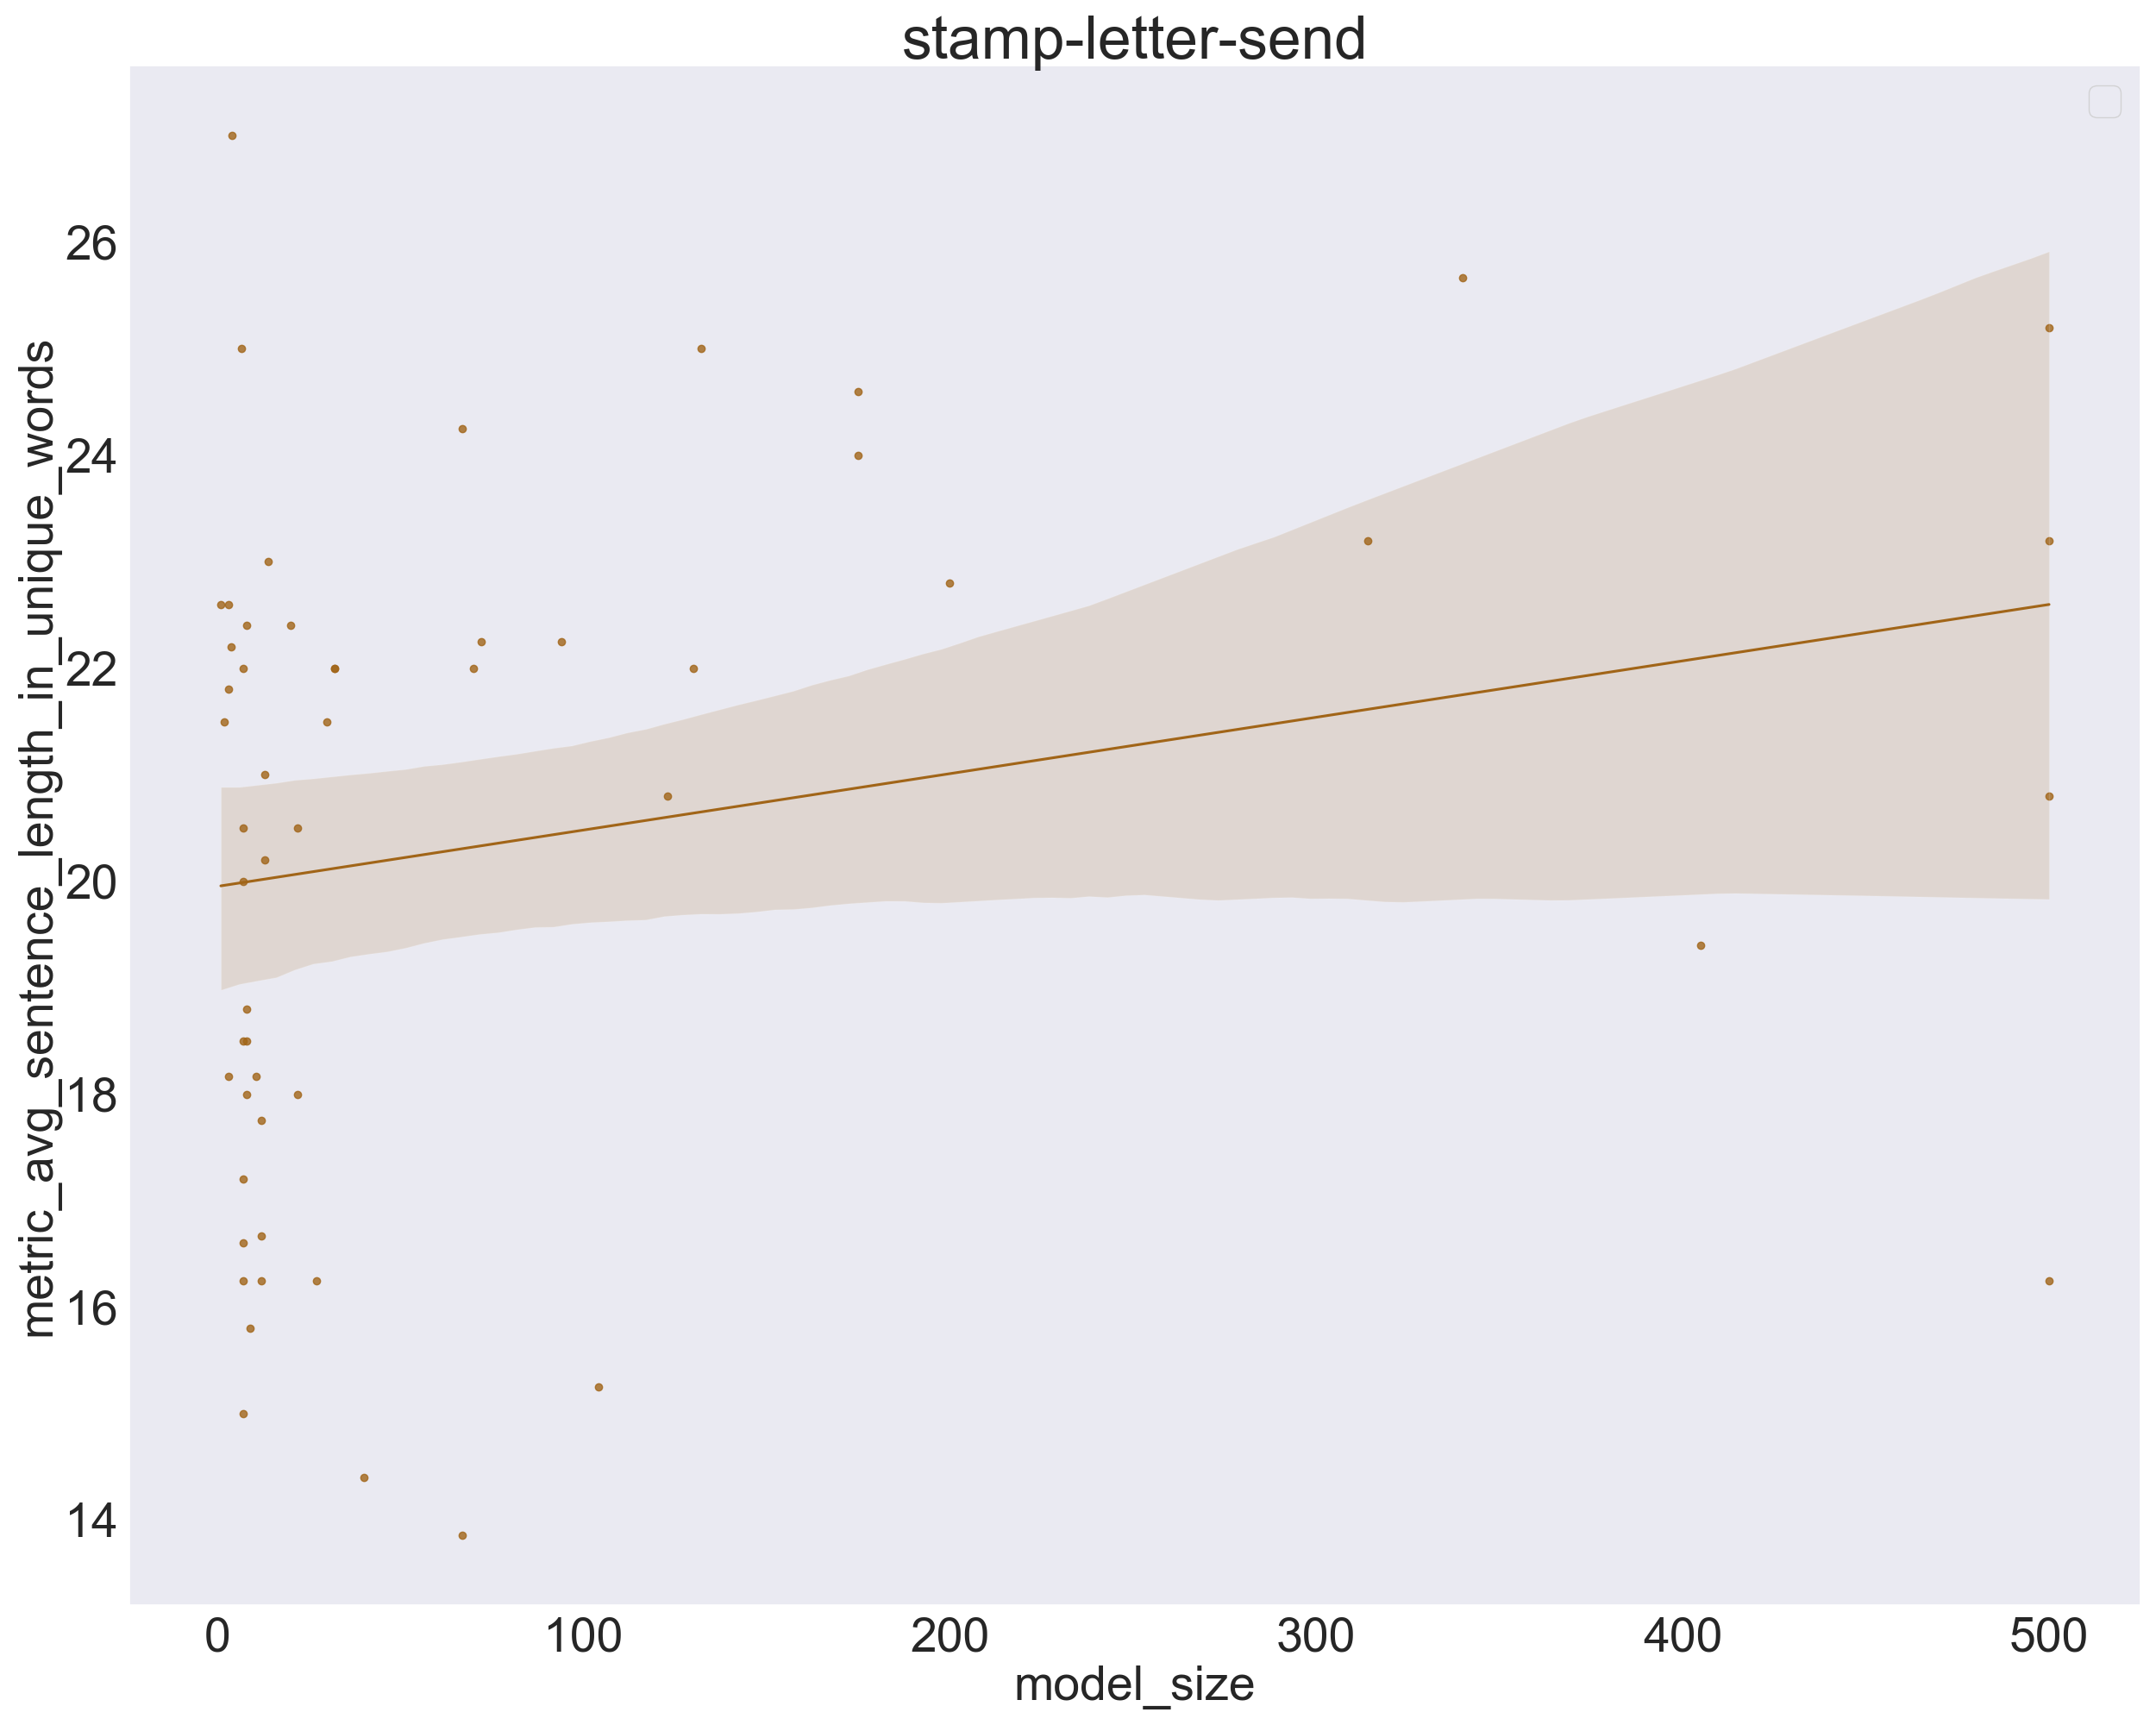 stamp-letter-send
metric_avg_sentence_length_in_unique_words
26
24
22
20
18
16
14
0 100 200 300 400 500
model_size